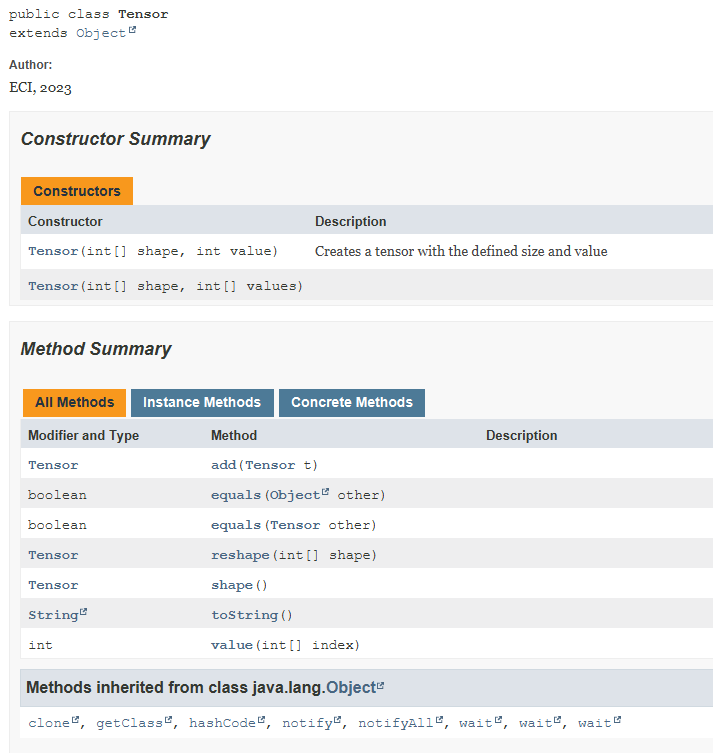 public class Tensor
extends Object
Author:
ECI, 2023
Constructor Summary
Constructors
Constructor Description
Tensor(int[] shape, int value) Creates a tensor with the defined size and value
Tensor(int[] shape, int[] values)
Method Summary
All Methods Instance Methods Concrete Methods
Modifier and Type Method Description
Tensor add(Tensor t)
boolean equals(Object other)
boolean equals(Tensor other)
Tensor reshape(int[] shape)
Tensor shape()
String toString()
int value(int[] index)
Methods inherited from class java.lang.Object
clone, getClass, hashCode, notify, notifyAll, wait, wait, wait